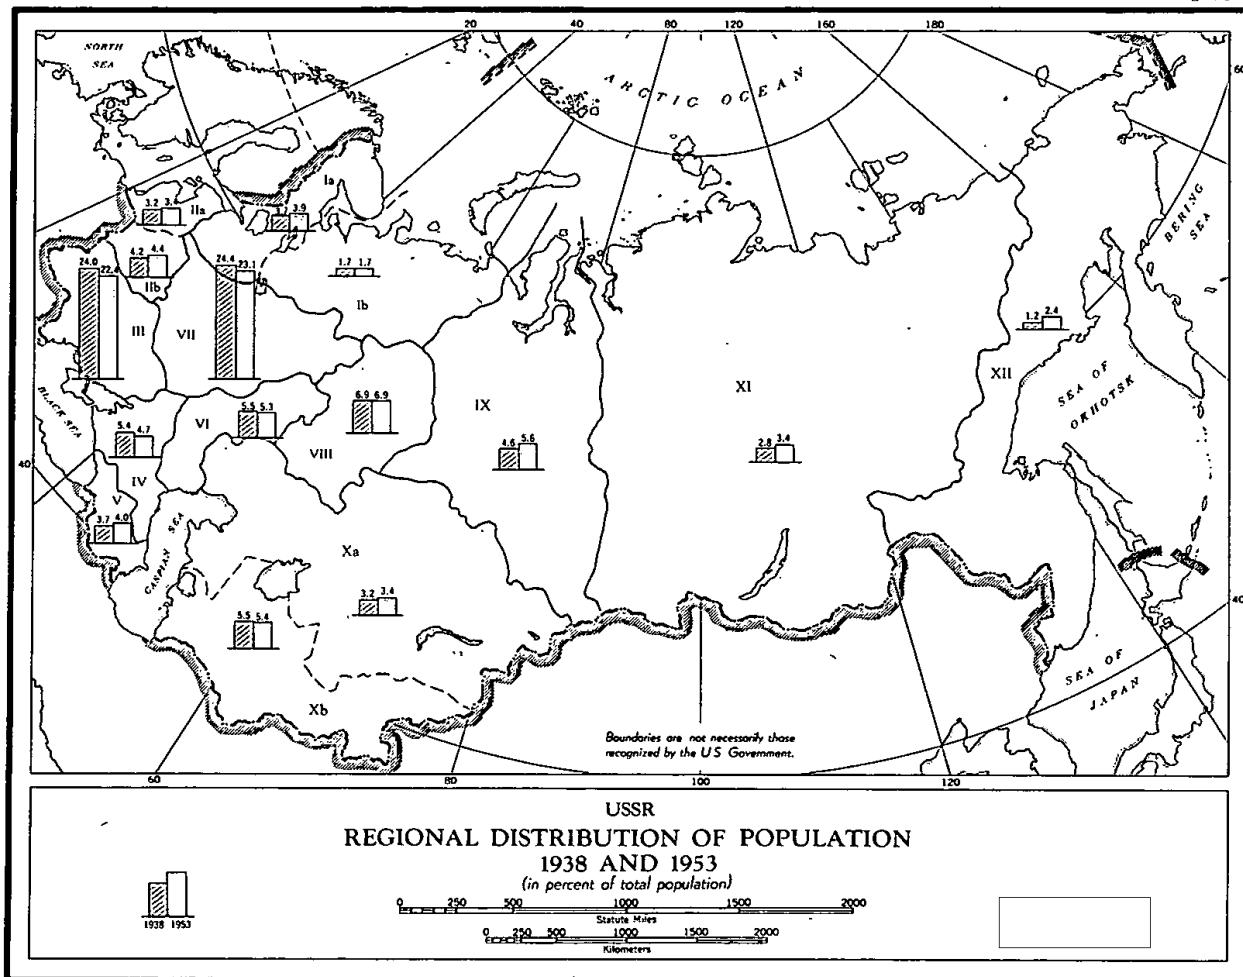 20 40 60 80 120 160 180
60
NORTH
SEA
ARCTIC OCEAN
BERING
SEA
Ia
3.2 3.4
IIa
3.9
4.2 4.4
IIb
24.0 22.4
24.4 23.1
1.7 1.7
Ib
III
VII
1.2 2.4
XII
SEA OF
OKHOTSK
BLACK SEA
XI
IX
VI
5.5 5.3
6.9 6.9
VIII
5.4 4.7
IV
4.6 5.6
2.8 3.4
40
V
3.7 4.0
CASPIAN SEA
Xa
3.2 3.4
5.5 5.4
Xb
40
SEA OF
JAPAN
Boundaries are not necessarily those
recognized by the US Government.
60 80 100 120
USSR
REGIONAL DISTRIBUTION OF POPULATION
1938 AND 1953
(in percent of total population)
1938 1953
0 250 500 1000 1500 2000
Statute Miles
0 250 500 1000 1500 2000
Kilometers